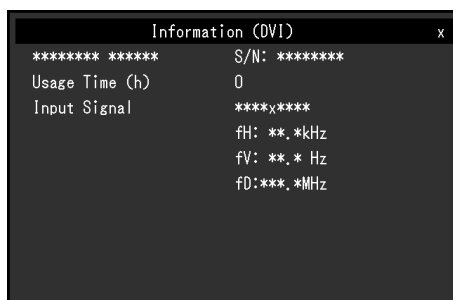 Information (DVI) x
******** ****** S/N: ********
Usage Time (h) 0
Input Signal ****x****
fH: **.*kHz
fV: **.* Hz
fD:***.*MHz